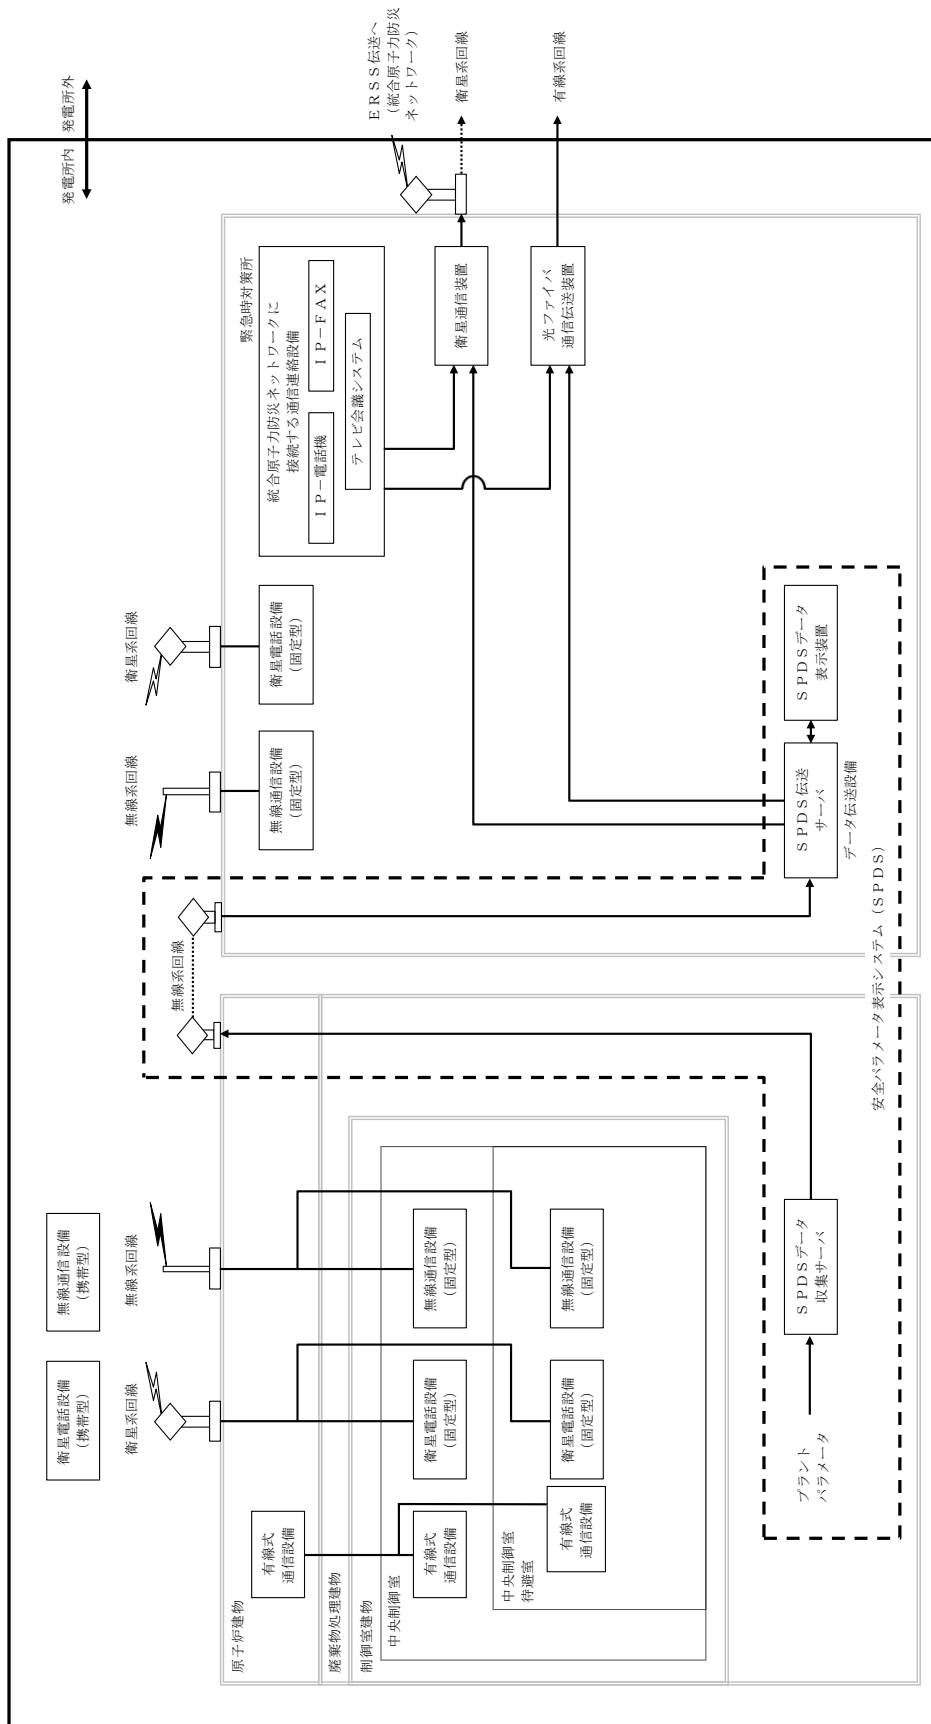 発電所内　発電所外
ＥＲＳＳ伝送へ
（統合原子力防災
ネットワーク）
衛星系回線
有線系回線
緊急時対策所
統合原子力防災ネットワークに
接続する通信連絡設備
ＩＰ－電話機
ＩＰ－ＦＡＸ
テレビ会議システム
衛星通信装置
光ファイバ
通信伝送装置
衛星系回線
衛星電話設備
（固定型）
無線系回線
無線通信設備
（固定型）
ＳＰＤＳデータ
表示装置
ＳＰＤＳ伝送
サーバ
データ伝送設備
安全パラメータ表示システム（ＳＰＤＳ）
無線系回線
無線通信設備
（携帯型）
無線系回線
衛星電話設備
（携帯型）
衛星系回線
無線通信設備
（固定型）
無線通信設備
（固定型）
衛星電話設備
（固定型）
衛星電話設備
（固定型）
有線式
通信設備
有線式
通信設備
有線式
通信設備
原子炉建物
廃棄物処理建物
制御室建物
中央制御室
中央制御室
待避室
ＳＰＤＳデータ
収集サーバ
プラント
パラメータ